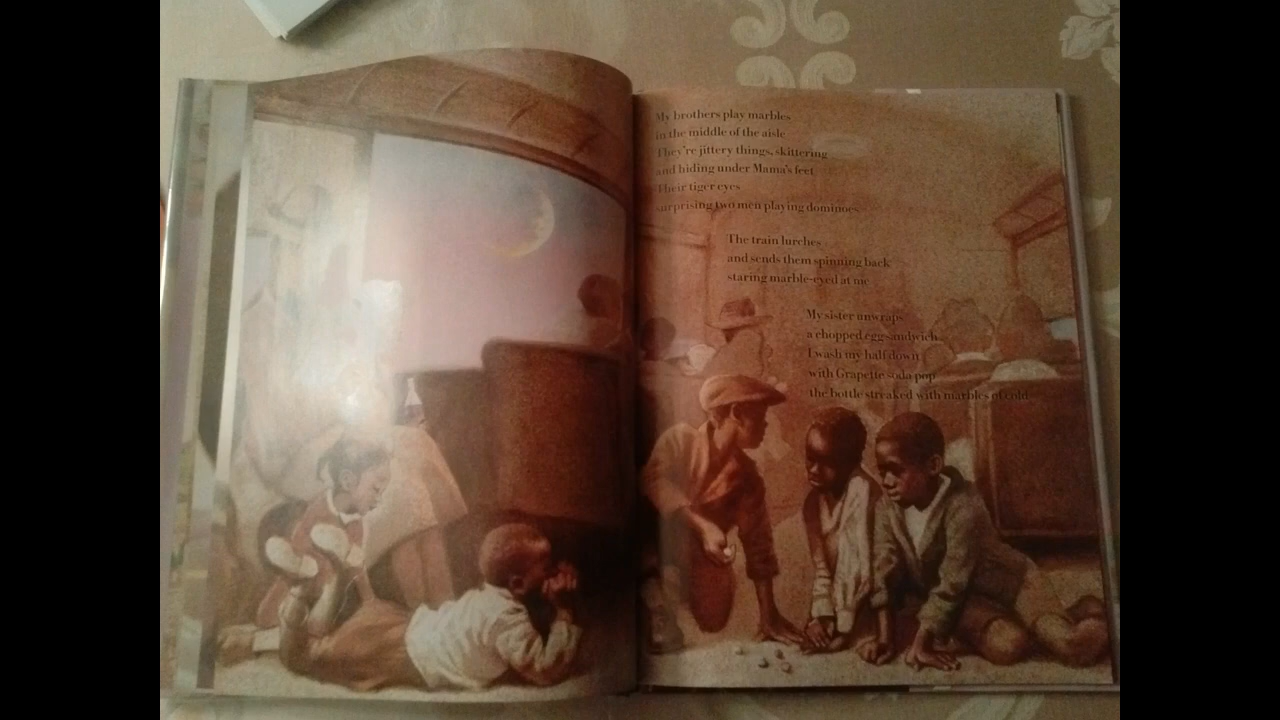 My brothers play marbles
in the middle of the aisle
They're jittery things, skittering
and hiding under Mama's feet
Their tiger eyes
surprising two men playing dominoes
The train lurches
and sends them spinning back
staring marble-eyed at me
My sister unwraps
a chopped egg sandwich
I wash my half down
with Grapette soda pop
the bottle streaked with marbles of cold